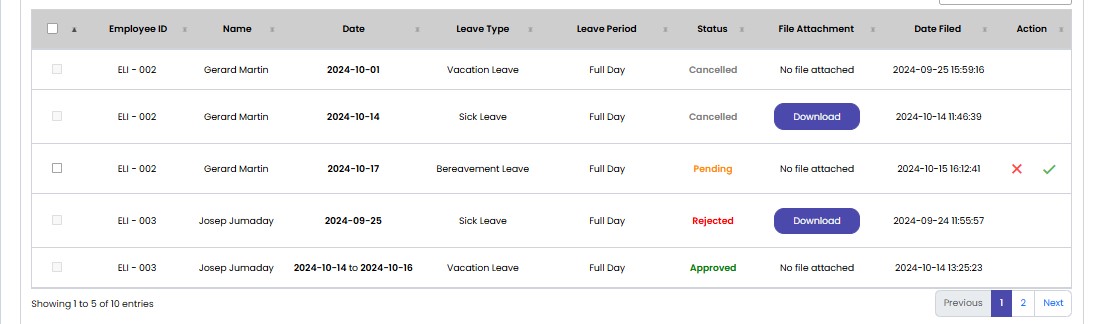 Employee ID Name Date Leave Type Leave Period Status File Attachment Date Filed Action
ELI - 002 Gerard Martin 2024-10-01 Vacation Leave Full Day Cancelled No file attached 2024-09-25 15:59:16
ELI - 002 Gerard Martin 2024-10-14 Sick Leave Full Day Cancelled Download 2024-10-14 11:46:39
ELI - 002 Gerard Martin 2024-10-17 Bereavement Leave Full Day Pending No file attached 2024-10-15 16:12:41
ELI - 003 Josep Jumaday 2024-09-25 Sick Leave Full Day Rejected Download 2024-09-24 11:55:57
ELI - 003 Josep Jumaday 2024-10-14 to 2024-10-16 Vacation Leave Full Day Approved No file attached 2024-10-14 13:25:23
Showing 1 to 5 of 10 entries Previous 1 2 Next